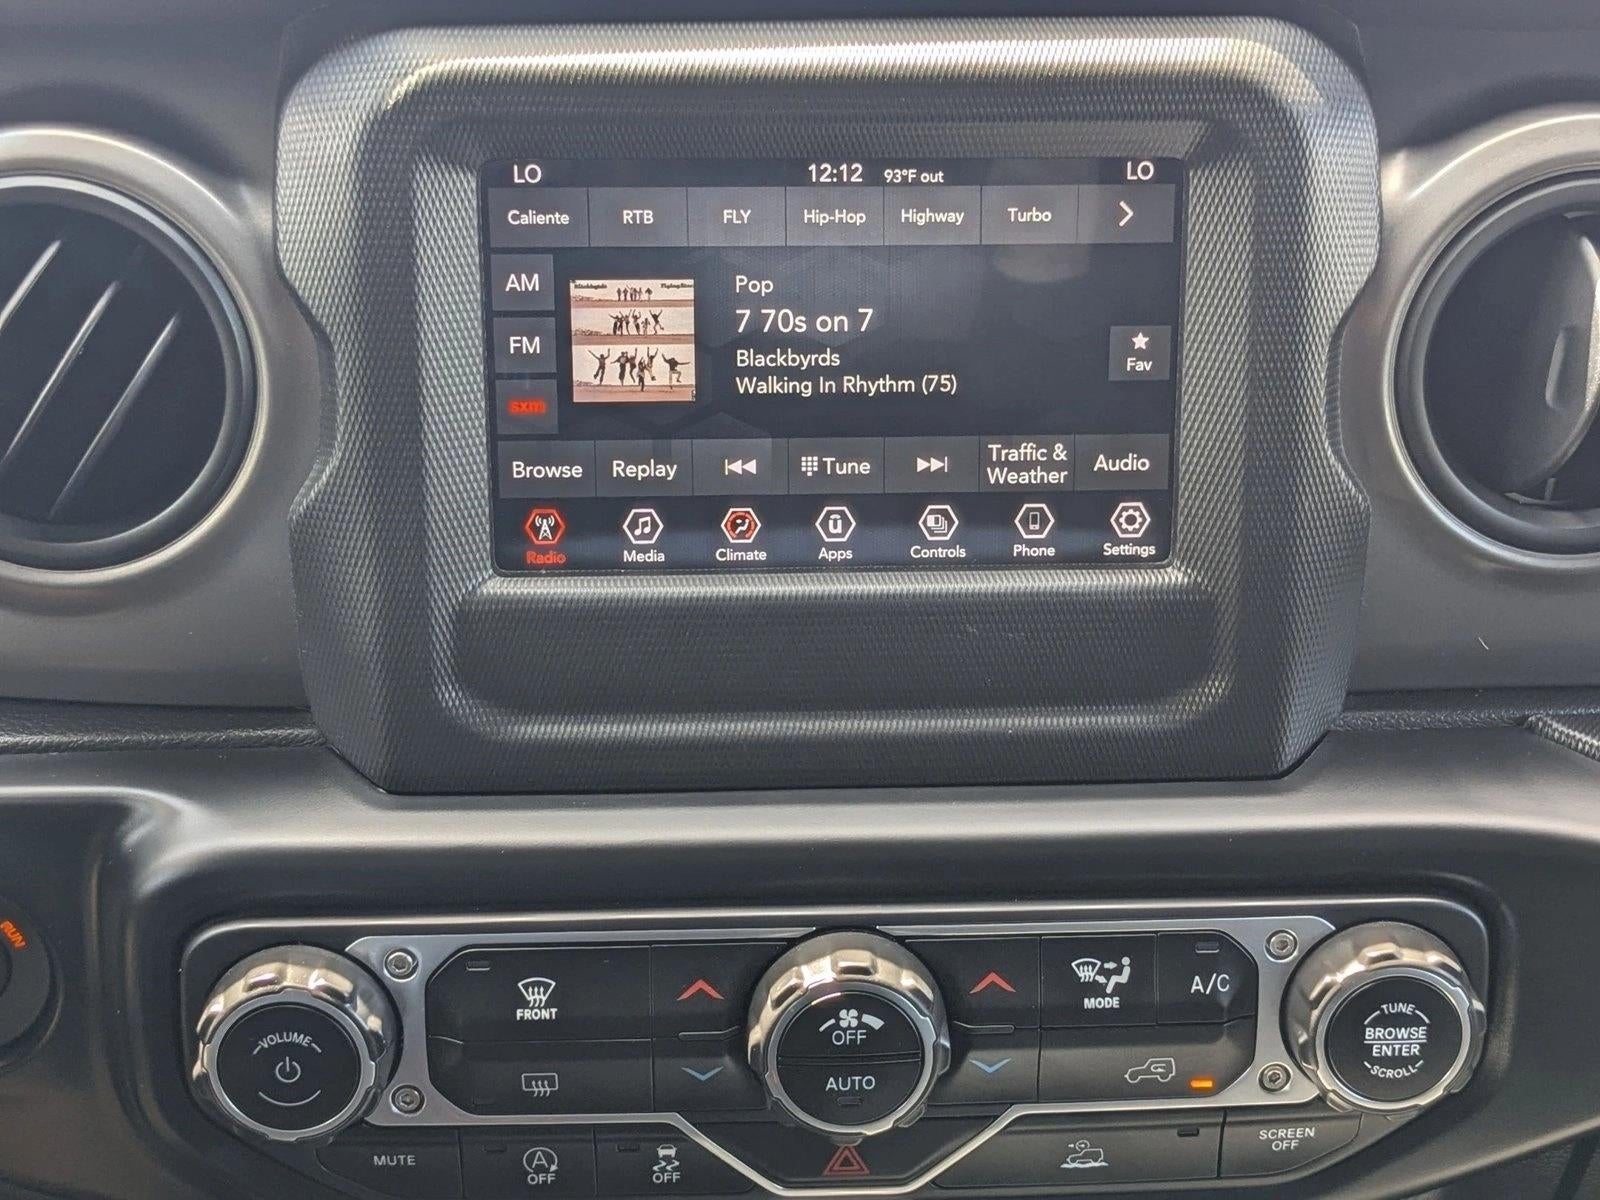 LO 12:12 93°F out LO
Caliente RTB FLY Hip-Hop Highway Turbo
AM
FM
sxm
Pop
7 70s on 7
Blackbyrds
Walking In Rhythm (75)
Fav
Browse Replay Tune Traffic & Weather Audio
Radio Media Climate Apps Controls Phone Settings
RUN
VOLUME
FRONT
OFF
AUTO
MODE
A/C
TUNE
BROWSE
ENTER
SCROLL
MUTE
A
OFF
OFF
SCREEN
OFF